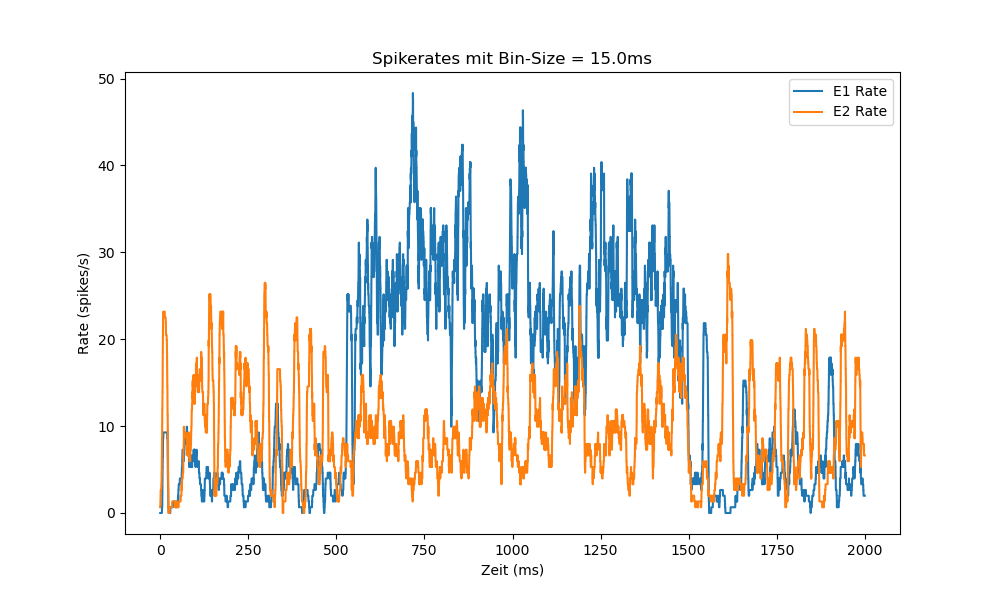 Spikerates mit Bin-Size = 15.0ms
E1 Rate
E2 Rate
50
40
30
20
10
0
Rate (spikes/s)
0 250 500 750 1000 1250 1500 1750 2000
Zeit (ms)